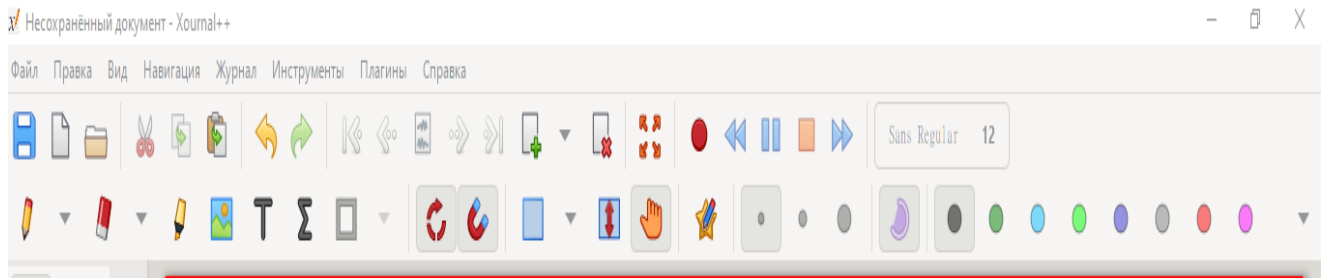 Несохранённый документ - Xournal++
Файл Правка Вид Навигация Журнал Инструменты Плагины Справка
Sans Regular 12